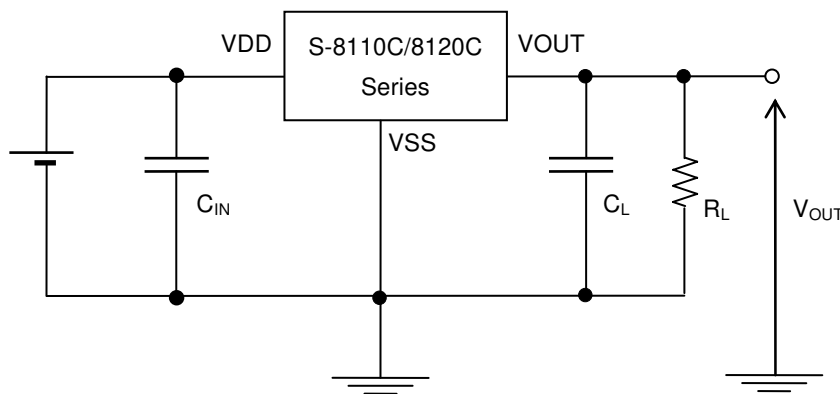 VDD
S-8110C/8120C
Series
VOUT
VSS
CIN
CL
RL
VOUT